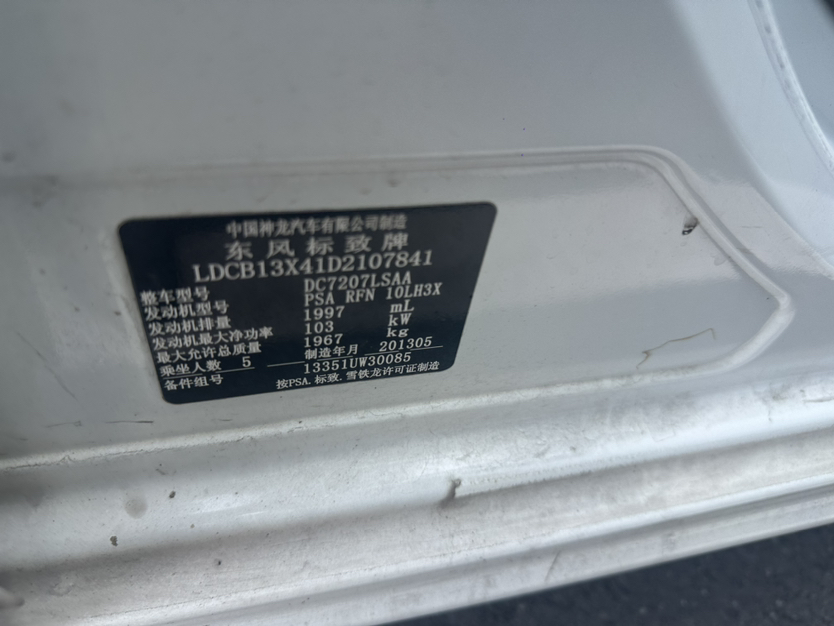 中国神龙汽车有限公司制造
东风标致牌
LDCB13X41D2107841
整车型号 DC7207LSAA
发动机型号 PSA RFN 10LH3X
发动机排量 1997 mL
发动机最大净功率 103 kW
最大允许总质量 1967 kg
乘坐人数 5 制造年月 201305
备件组号 13351UW30085
按PSA.标致.雪铁龙许可证制造